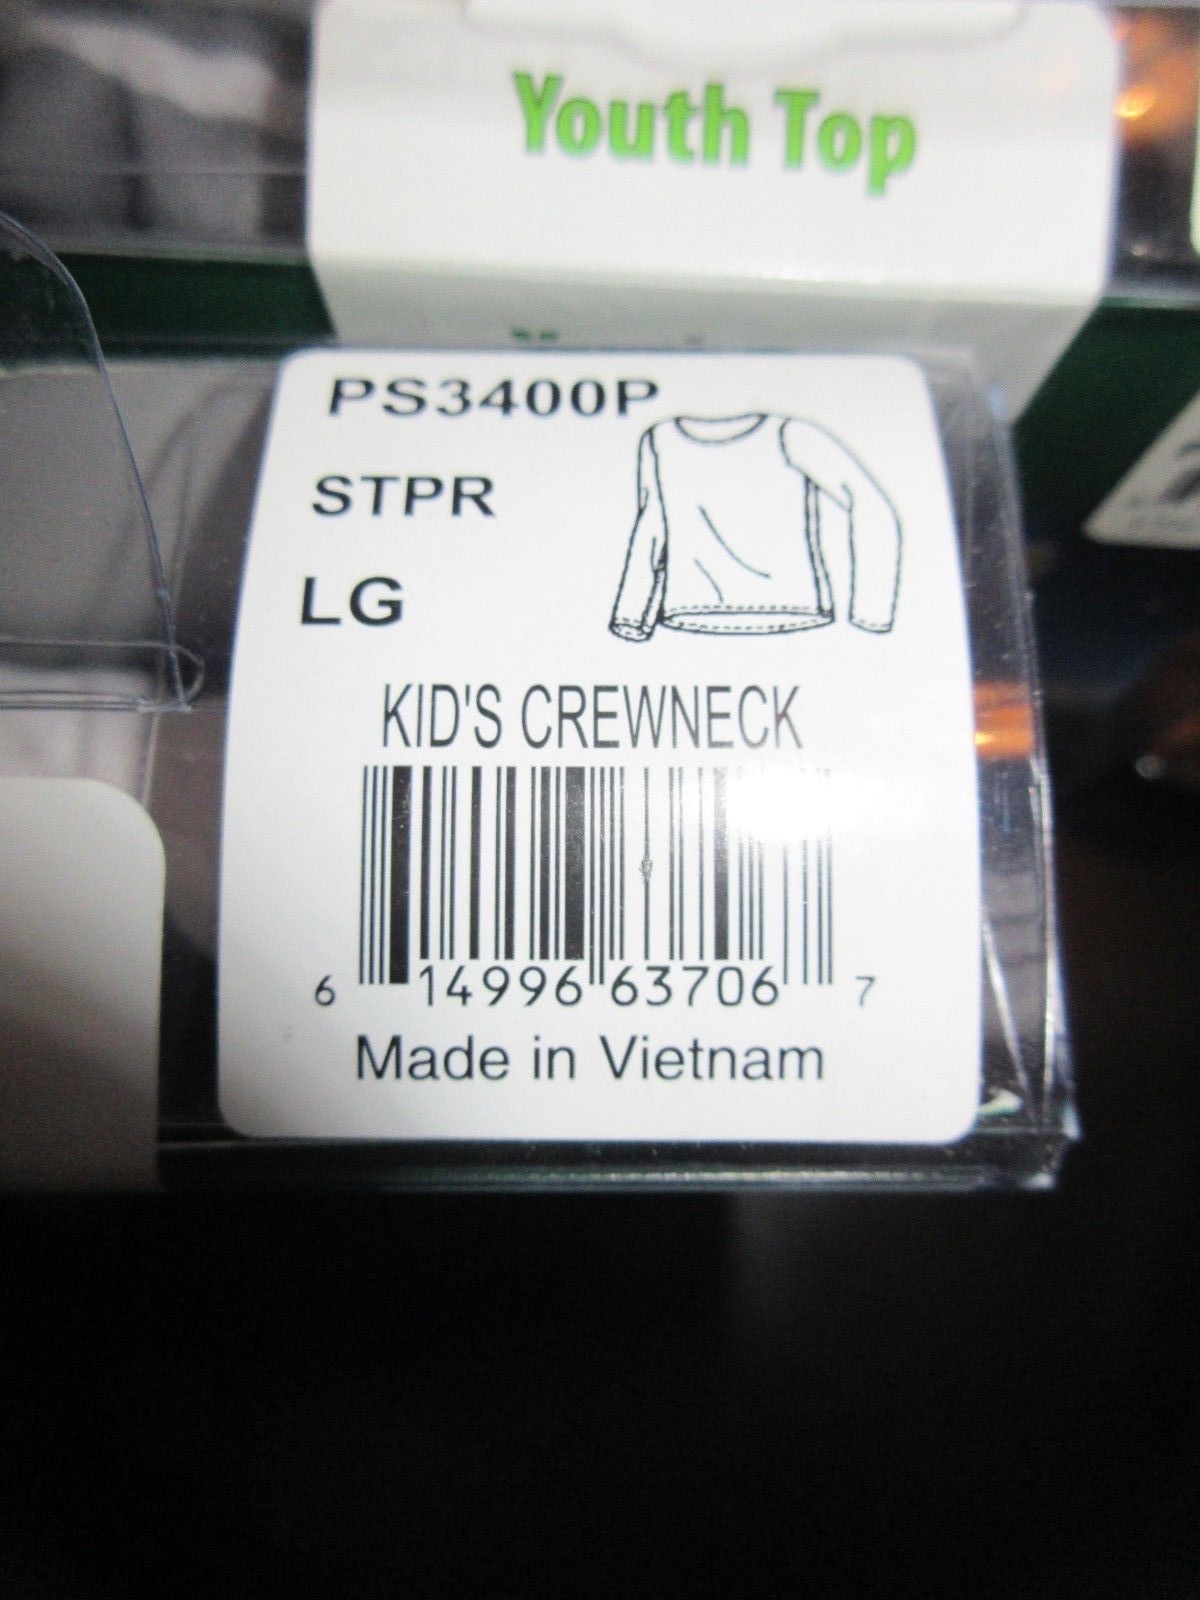 Youth Top
PS3400P
STPR
LG
KID'S CREWNECK
6 14996 63706 7
Made in Vietnam